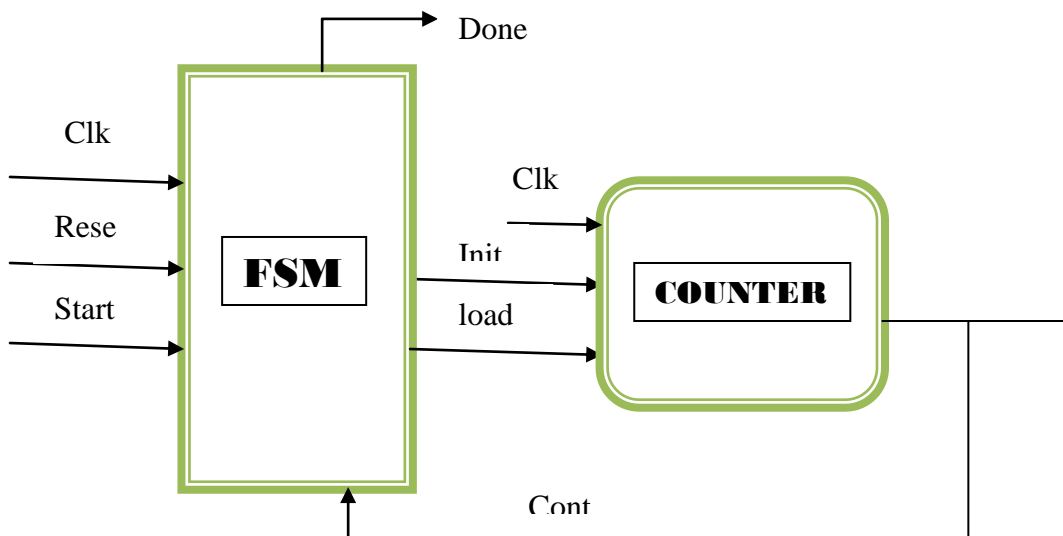 Done
Clk
Clk
Rese
Init
FSM
COUNTER
Start
load
Cont